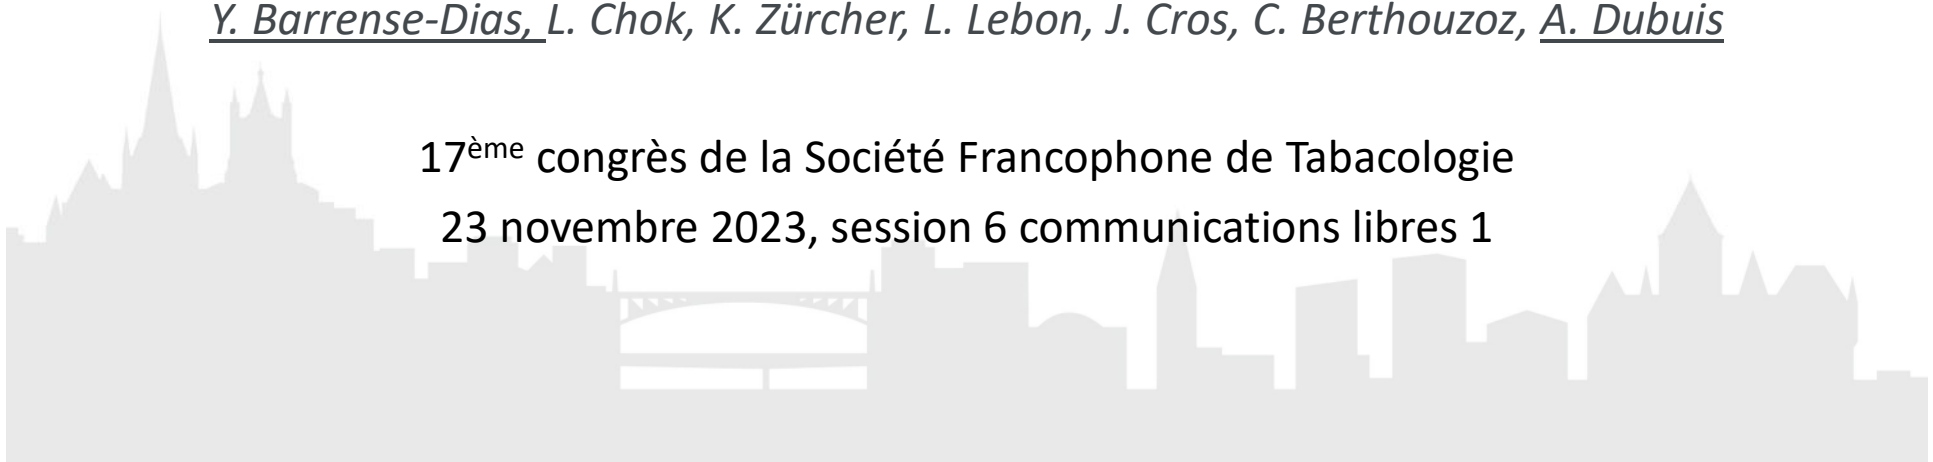 Y. Barrense-Dias, L. Chok, K. Zürcher, L. Lebon, J. Cros, C. Berthouzoz, A. Dubuis
17ème congrès de la Société Francophone de Tabacologie
23 novembre 2023, session 6 communications libres 1